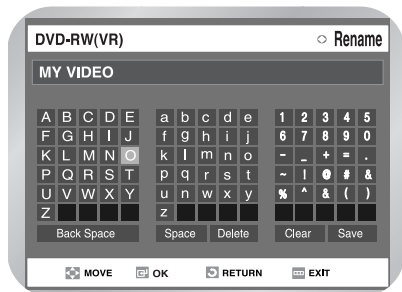 DVD-RW(VR) Rename
MY VIDEO
A B C D E a b c d e 1 2 3 4 5
F G H I J f g h i j 6 7 8 9 0
K L M N O k l m n o - _ + = .
P Q R S T p q r s t ~ ! @ # &
U V W X Y u n w x y % ^ & ( )
Z z
Back Space Space Delete Clear Save
MOVE OK RETURN EXIT